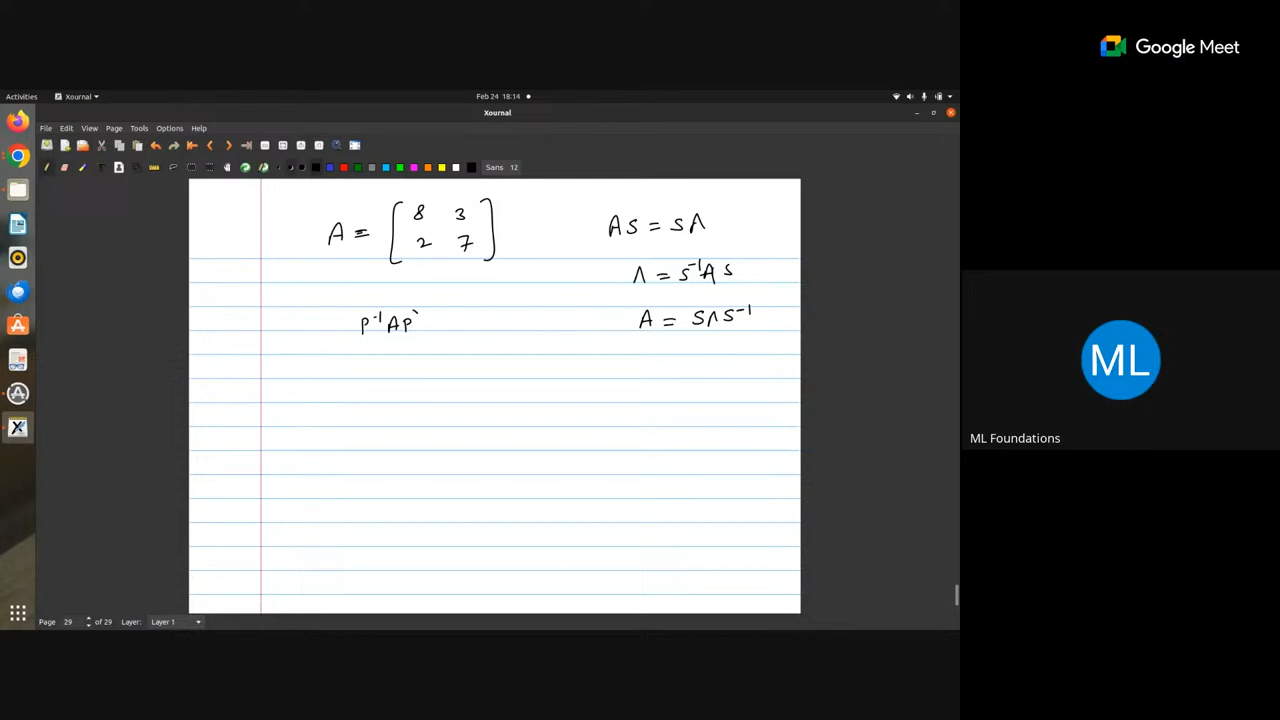 Google Meet
Activities Xournal Feb 24 18:14
Xournal
File Edit View Page Tools Options Help
Sans 12
A = [ 8 3
2 7 ]
AS = SΛ
Λ = S⁻¹AS
P⁻¹AP
A = SΛS⁻¹
ML
ML Foundations
Page 29 of 29 Layer: Layer 1